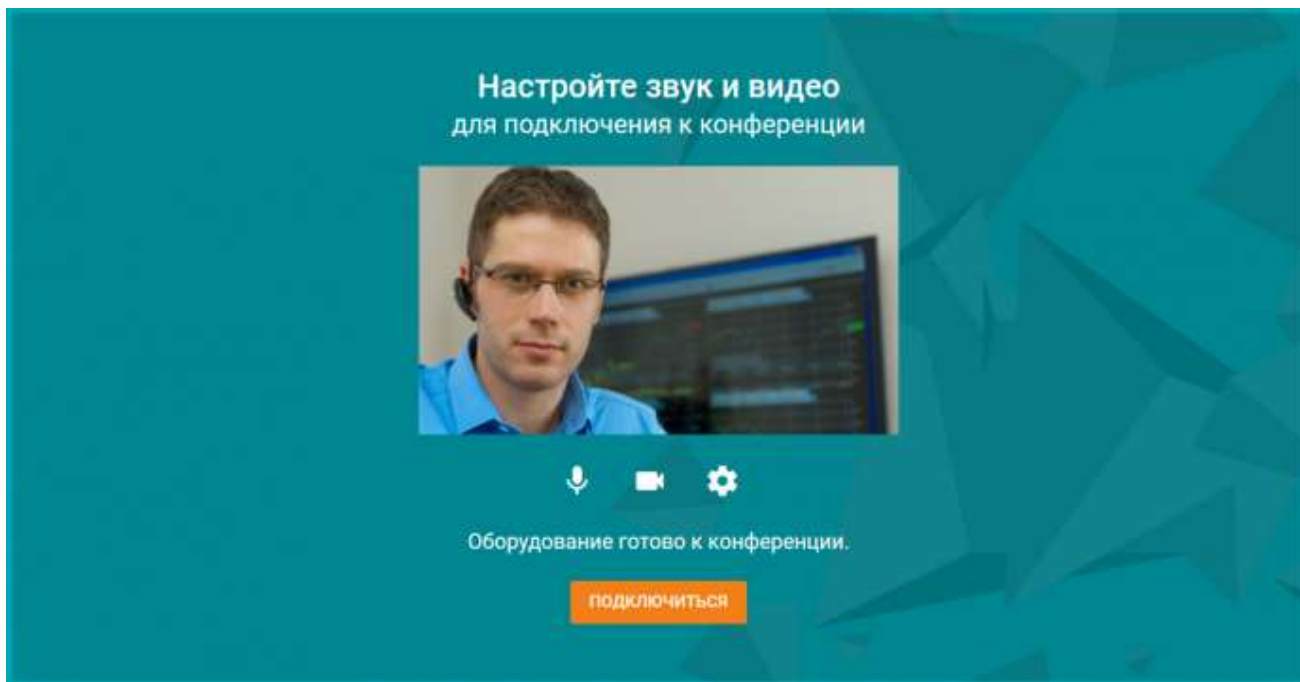 Настройте звук и видео
для подключения к конференции
Оборудование готово к конференции.
ПОДКЛЮЧИТЬСЯ